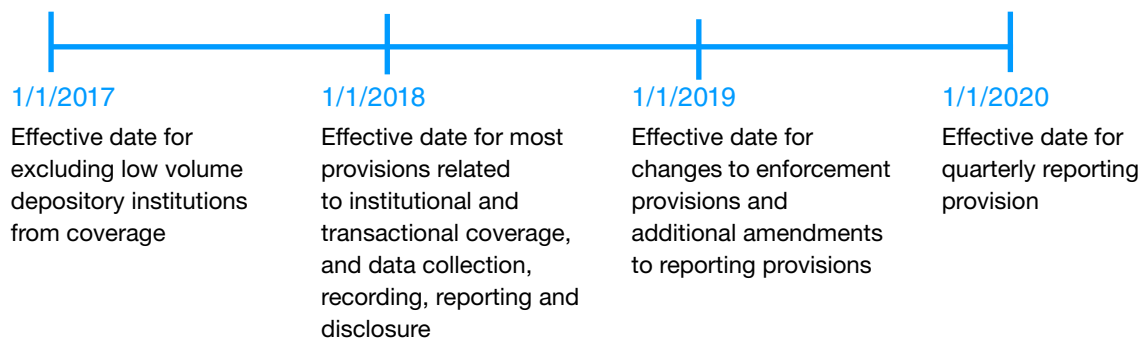 1/1/2017
Effective date for
excluding low volume
depository institutions
from coverage
1/1/2018
Effective date for most
provisions related
to institutional and
transactional coverage,
and data collection,
recording, reporting and
disclosure
1/1/2019
Effective date for
changes to enforcement
provisions and
additional amendments
to reporting provisions
1/1/2020
Effective date for
quarterly reporting
provision